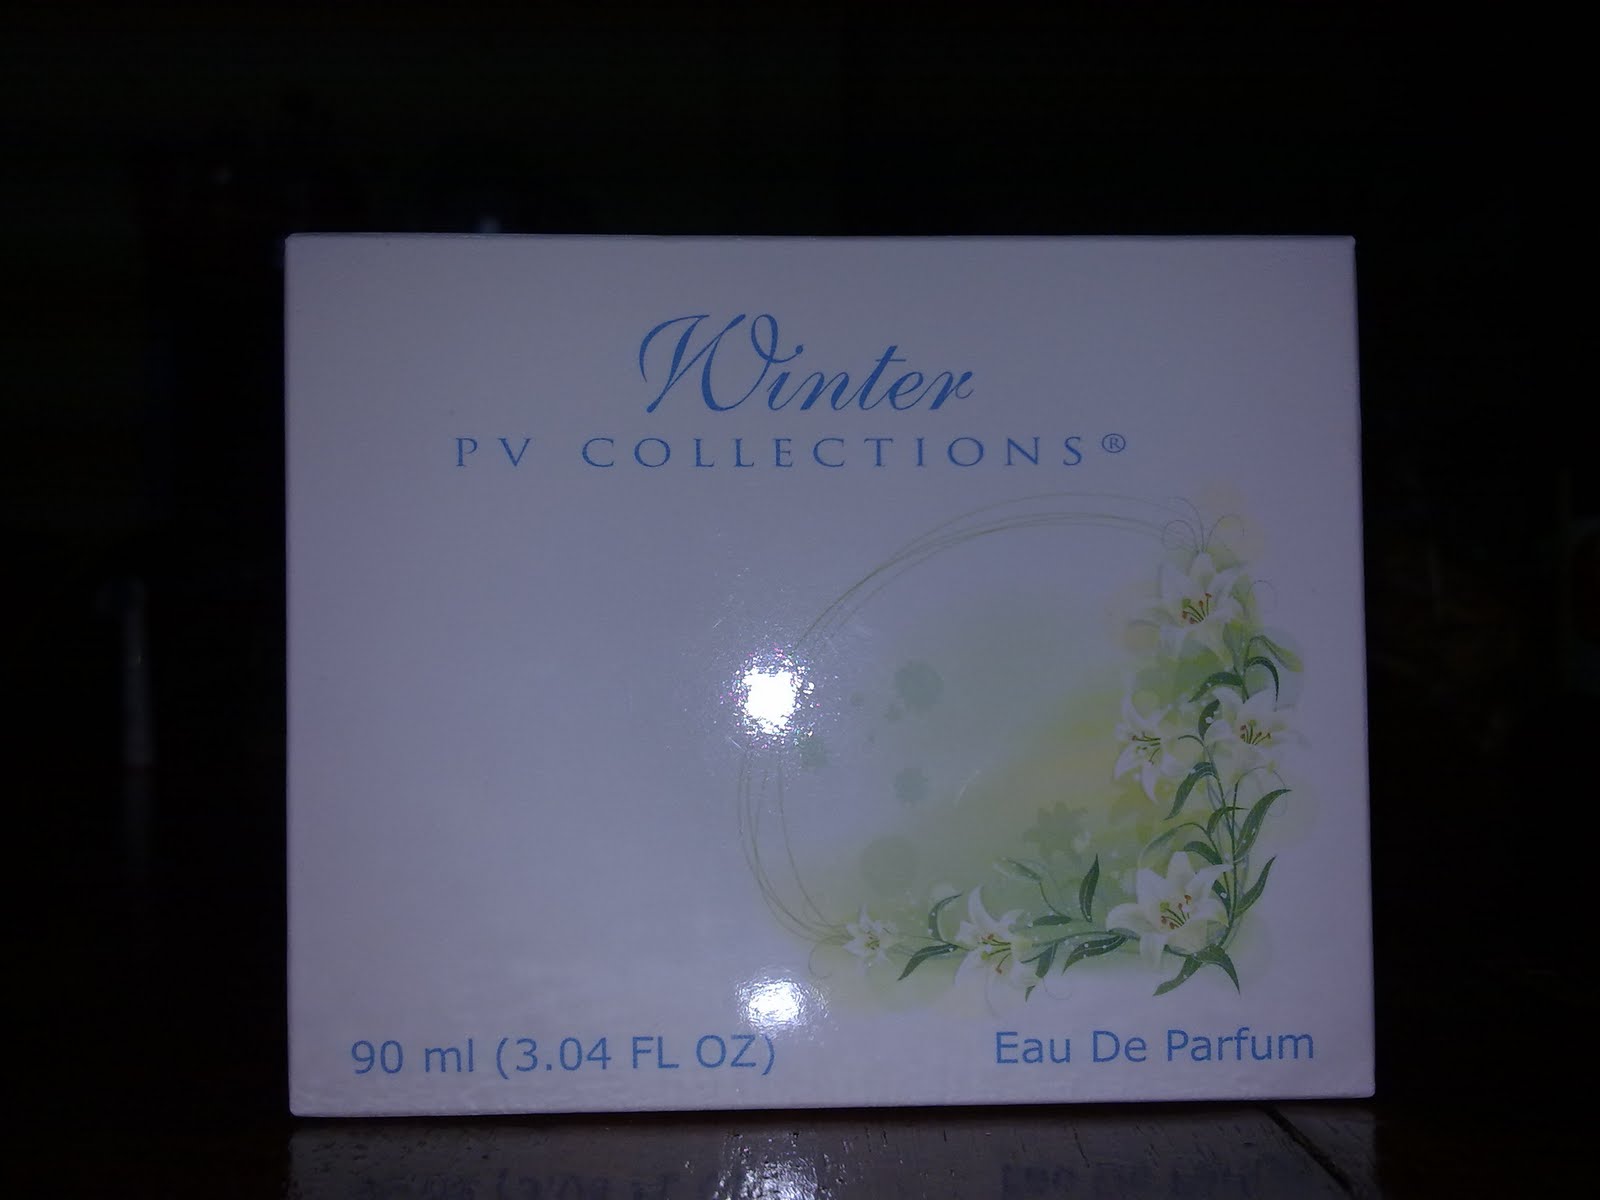 Winter
PV COLLECTIONS®
90 ml (3.04 FL OZ)
Eau De Parfum